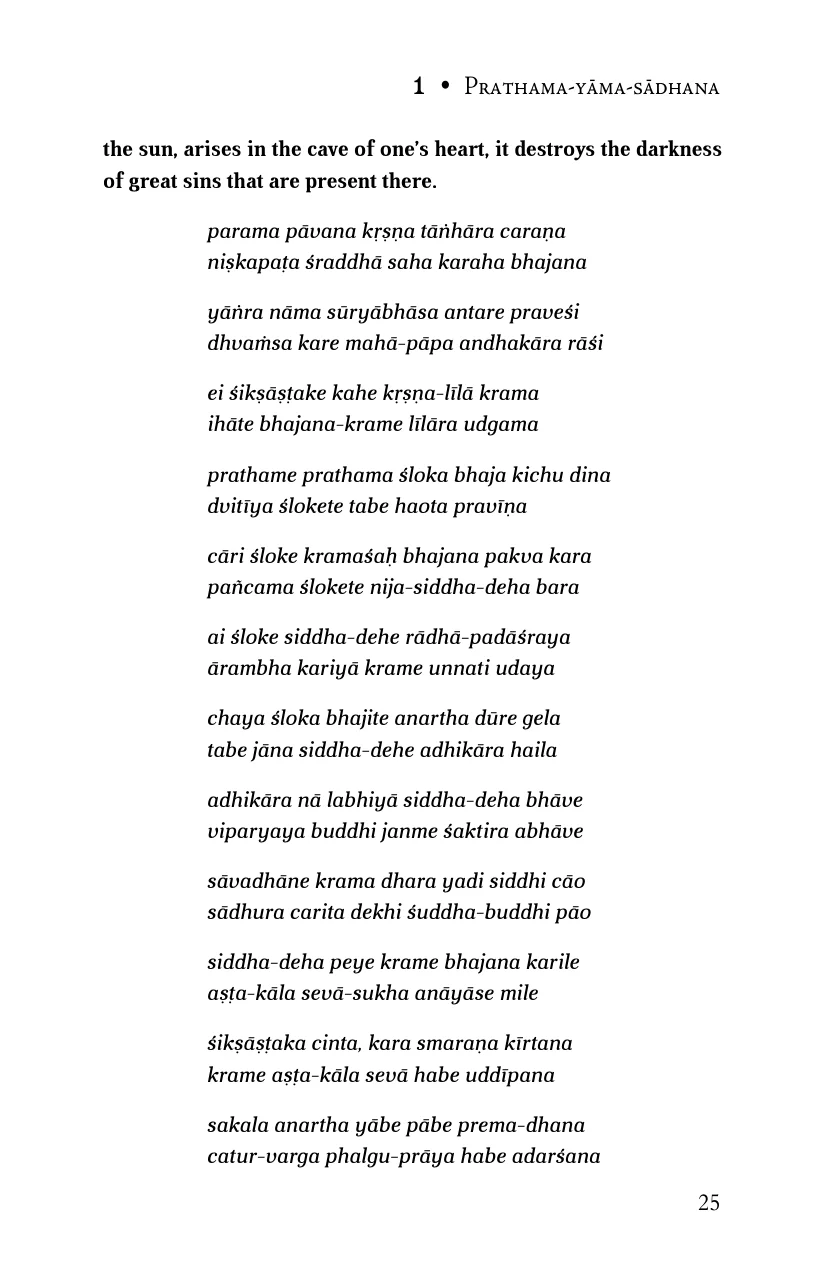 1 • Prathama-yāma-sādhana
the sun, arises in the cave of one’s heart, it destroys the darkness
of great sins that are present there.
parama pāvana kṛṣṇa tāṅhāra caraṇa
niṣkapaṭa śraddhā saha karaha bhajana
yāṅra nāma sūryābhāsa antare praveśi
dhvaṁsa kare mahā-pāpa andhakāra rāśi
ei śikṣāṣṭake kahe kṛṣṇa-līlā krama
ihāte bhajana-krame līlāra udgama
prathame prathama śloka bhaja kichu dina
dvitīya ślokete tabe haota pravīṇa
cāri śloke kramaśaḥ bhajana pakva kara
pañcama ślokete nija-siddha-deha bara
ai śloke siddha-dehe rādhā-padāśraya
ārambha kariyā krame unnati udaya
chaya śloka bhajite anartha dūre gela
tabe jāna siddha-dehe adhikāra haila
adhikāra nā labhiyā siddha-deha bhāve
viparyaya buddhi janme śaktira abhāve
sāvadhāne krama dhara yadi siddhi cāo
sādhura carita dekhi śuddha-buddhi pāo
siddha-deha peye krame bhajana karile
aṣṭa-kāla sevā-sukha anāyāse mile
śikṣāṣṭaka cinta, kara smaraṇa kīrtana
krame aṣṭa-kāla sevā habe uddīpana
sakala anartha yābe pābe prema-dhana
catur-varga phalgu-prāya habe adarśana
25